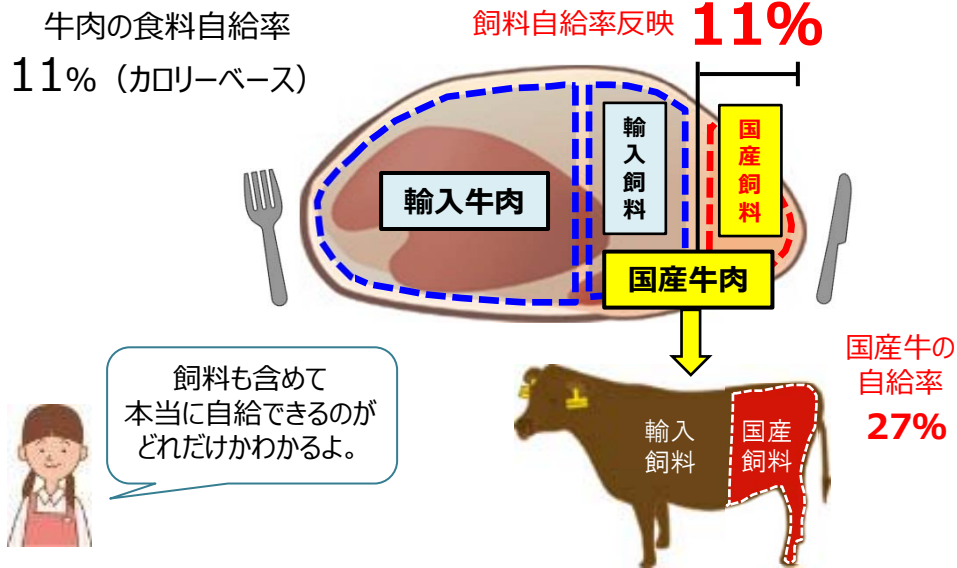 牛肉の食料自給率
11%（カロリーベース）
飼料自給率反映 11%
輸入牛肉
輸入飼料
国産飼料
国産牛肉
飼料も含めて
本当に自給できるのが
どれだけかわかるよ。
輸入
飼料
国産
飼料
国産牛の
自給率
27%